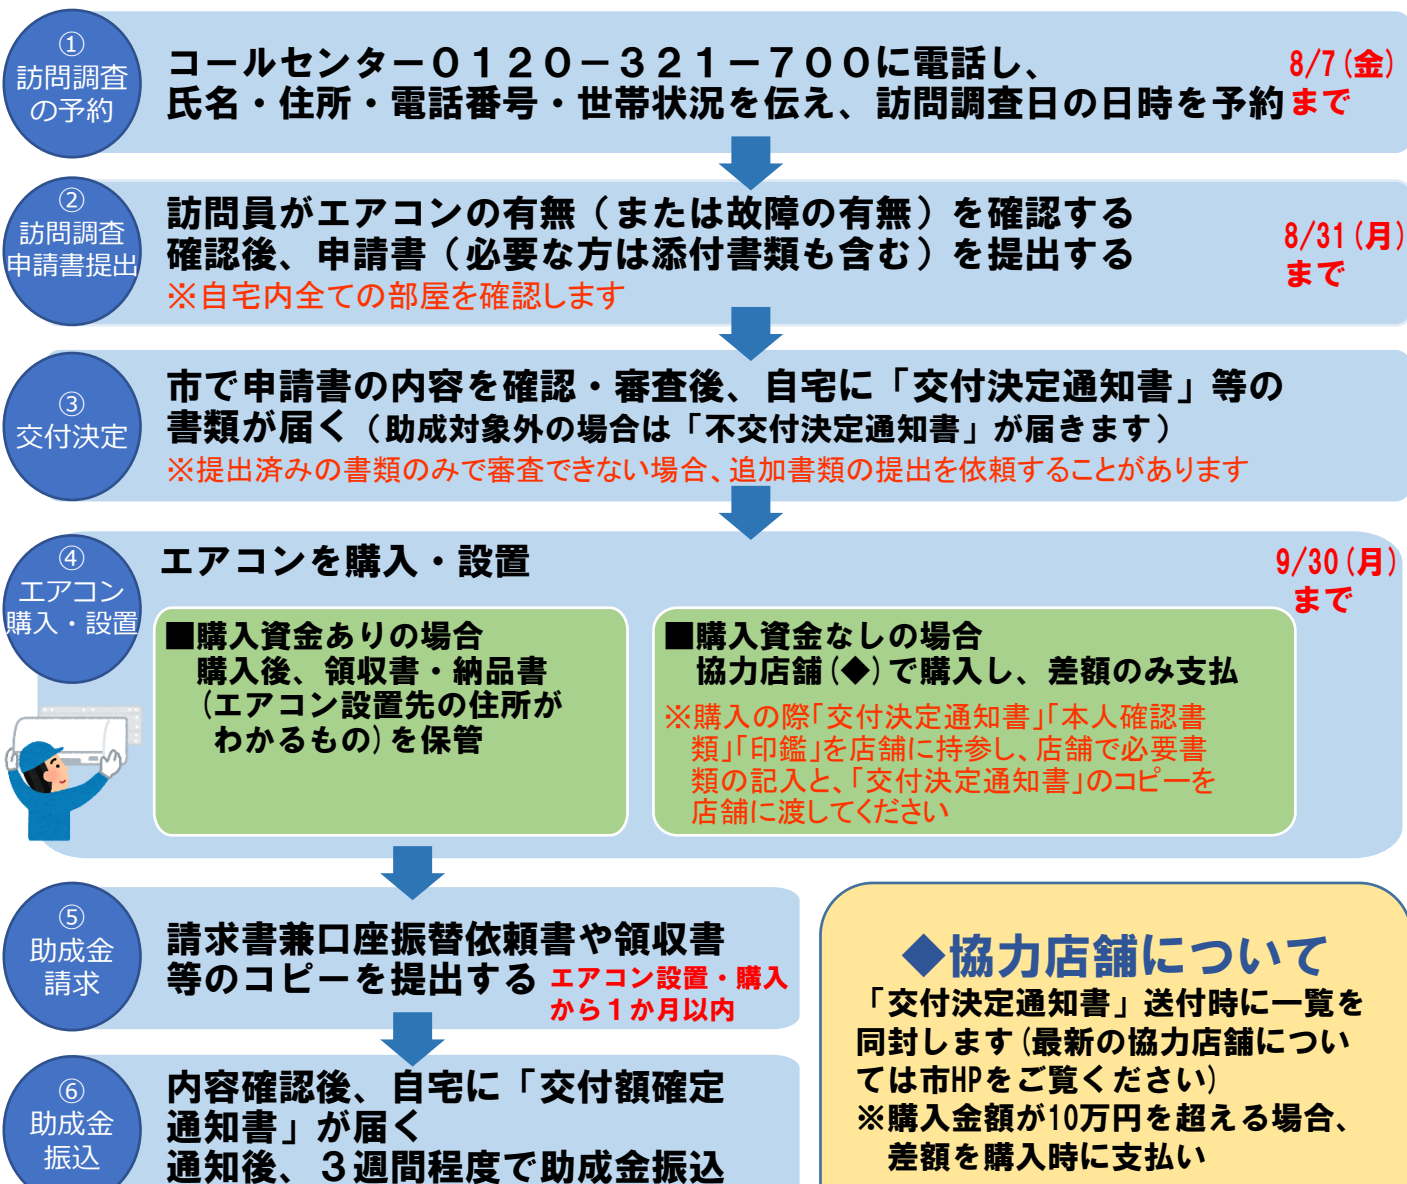 ①
訪問調査
の予約
コールセンター０１２０－３２１－７００に電話し、
氏名・住所・電話番号・世帯状況を伝え、訪問調査日の日時を予約
8/7(金)
まで
②
訪問調査
申請書提出
訪問員がエアコンの有無（または故障の有無）を確認する
確認後、申請書（必要な方は添付書類も含む）を提出する
※自宅内全ての部屋を確認します
8/31(月)
まで
③
交付決定
市で申請書の内容を確認・審査後、自宅に「交付決定通知書」等の
書類が届く（助成対象外の場合は「不交付決定通知書」が届きます）
※提出済みの書類のみで審査できない場合、追加書類の提出を依頼することがあります
④
エアコン
購入・設置
エアコンを購入・設置
9/30(月)
まで
■購入資金ありの場合
購入後、領収書・納品書
(エアコン設置先の住所が
わかるもの)を保管
■購入資金なしの場合
協力店舗(◆)で購入し、差額のみ支払
※購入の際「交付決定通知書」「本人確認書
類」「印鑑」を店舗に持参し、店舗で必要書
類の記入と、「交付決定通知書」のコピーを
店舗に渡してください
⑤
助成金
請求
請求書兼口座振替依頼書や領収書
等のコピーを提出する エアコン設置・購入
から１か月以内
⑥
助成金
振込
内容確認後、自宅に「交付額確定
通知書」が届く
通知後、３週間程度で助成金振込
◆協力店舗について
「交付決定通知書」送付時に一覧を
同封します(最新の協力店舗につい
ては市HPをご覧ください)
※購入金額が10万円を超える場合、
差額を購入時に支払い